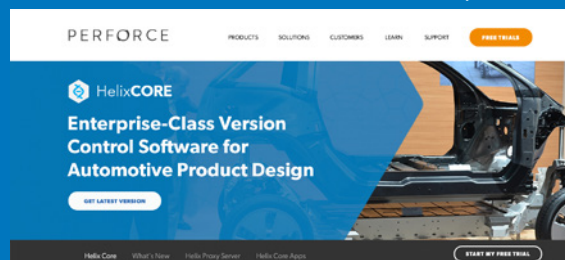 PERFORCE
PRODUCTS SOLUTIONS CUSTOMERS LEARN SUPPORT FREE TRIALS
HelixCORE
Enterprise-Class Version
Control Software for
Automotive Product Design
GET LATEST VERSION
Helix Core What's New Helix Proxy Server Helix Core Apps START MY FREE TRIAL